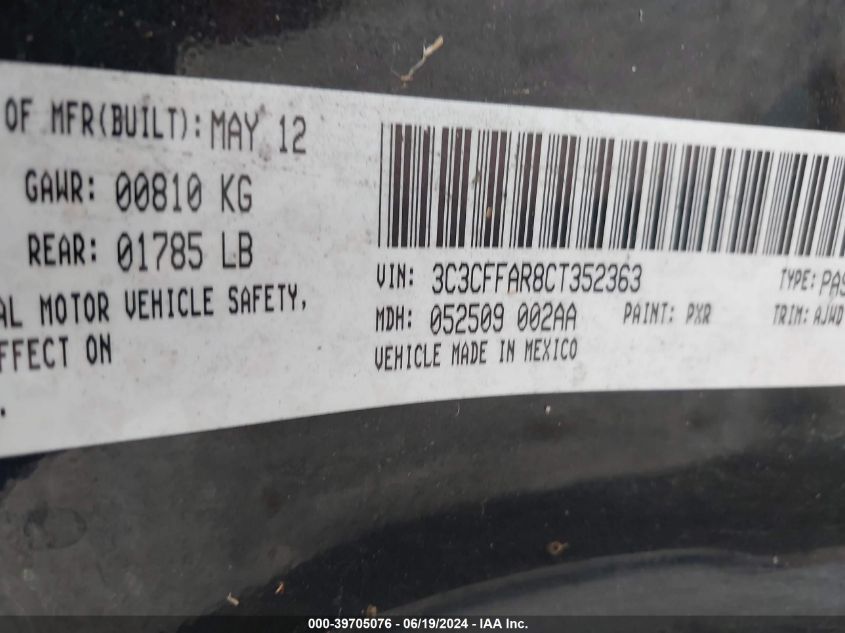 OF MFR(BUILT): MAY 12
GAWR: 00810 KG
REAR: 01785 LB
AL MOTOR VEHICLE SAFETY,
EFFECT ON
VIN: 3C3CFFAR8CT352363 TYPE: PAS
MDH: 052509 002AA PAINT: PXR TRIM: AJWD
VEHICLE MADE IN MEXICO
000-39705076 - 06/19/2024 - IAA Inc.